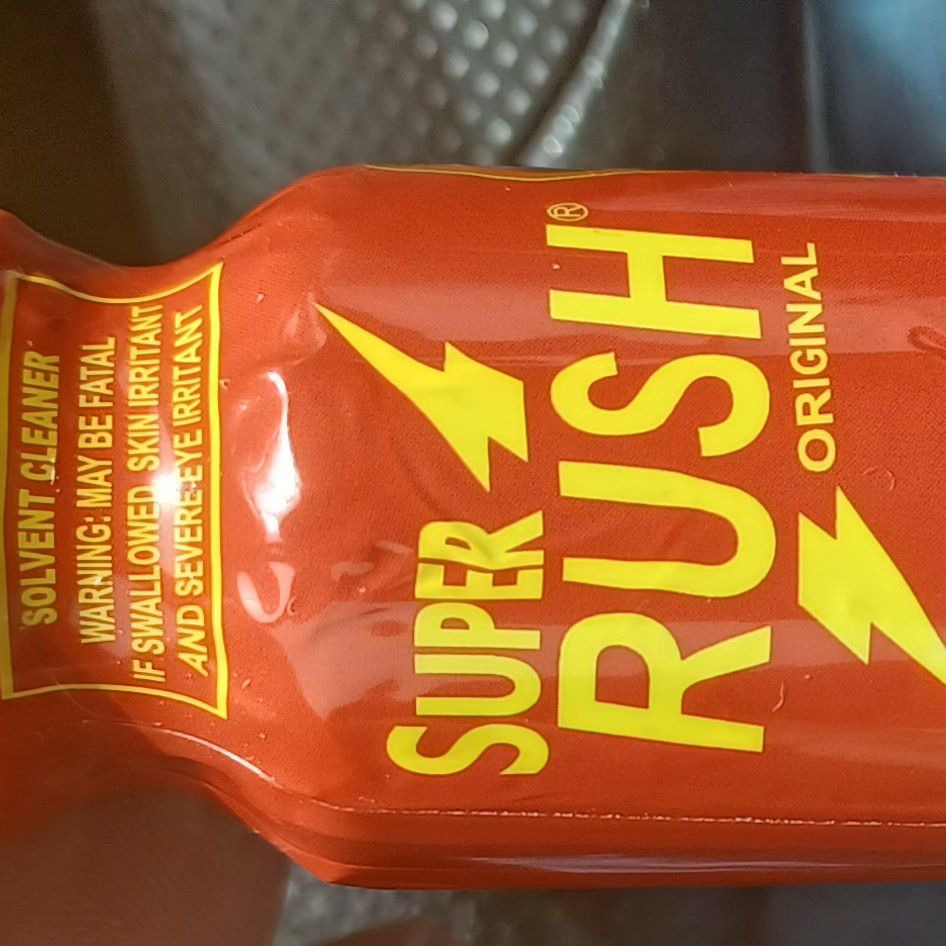 SOLVENT CLEANER
WARNING: MAY BE FATAL
IF SWALLOWED SKIN IRRITANT
AND SEVERE EYE IRRITANT
SUPER
RUSH®
ORIGINAL